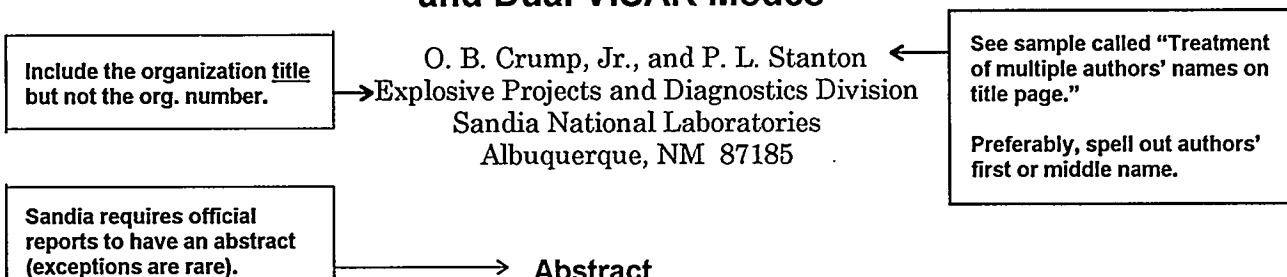 and Dual VISAR Modes
Include the organization title
but not the org. number.
O. B. Crump, Jr., and P. L. Stanton
Explosive Projects and Diagnostics Division
Sandia National Laboratories
Albuquerque, NM 87185
See sample called “Treatment
of multiple authors’ names on
title page.”
Preferably, spell out authors’
first or middle name.
Sandia requires official
reports to have an abstract
(exceptions are rare).
Abstract